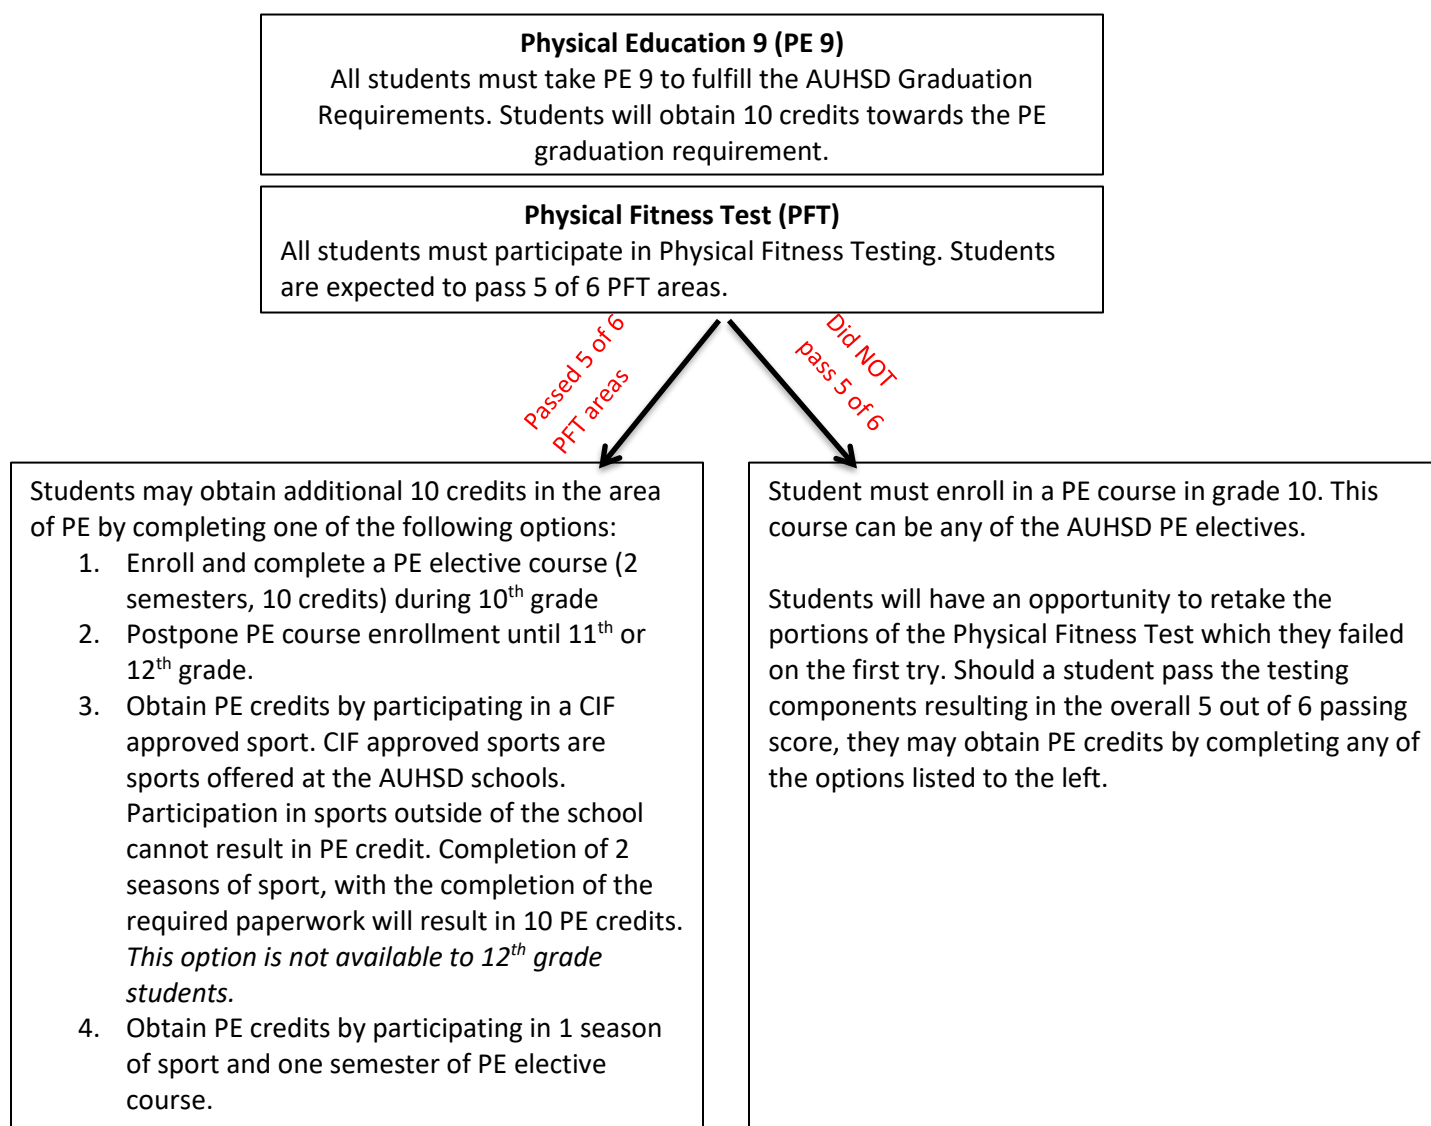 Physical Education 9 (PE 9)
All students must take PE 9 to fulfill the AUHSD Graduation
Requirements. Students will obtain 10 credits towards the PE
graduation requirement.
Physical Fitness Test (PFT)
All students must participate in Physical Fitness Testing. Students
are expected to pass 5 of 6 PFT areas.
Passed 5 of 6
PFT areas
Did NOT
pass 5 of 6
Students may obtain additional 10 credits in the area
of PE by completing one of the following options:
1. Enroll and complete a PE elective course (2
semesters, 10 credits) during 10th grade
2. Postpone PE course enrollment until 11th or
12th grade.
3. Obtain PE credits by participating in a CIF
approved sport. CIF approved sports are
sports offered at the AUHSD schools.
Participation in sports outside of the school
cannot result in PE credit. Completion of 2
seasons of sport, with the completion of the
required paperwork will result in 10 PE credits.
This option is not available to 12th grade
students.
4. Obtain PE credits by participating in 1 season
of sport and one semester of PE elective
course.
Student must enroll in a PE course in grade 10. This
course can be any of the AUHSD PE electives.
Students will have an opportunity to retake the
portions of the Physical Fitness Test which they failed
on the first try. Should a student pass the testing
components resulting in the overall 5 out of 6 passing
score, they may obtain PE credits by completing any of
the options listed to the left.